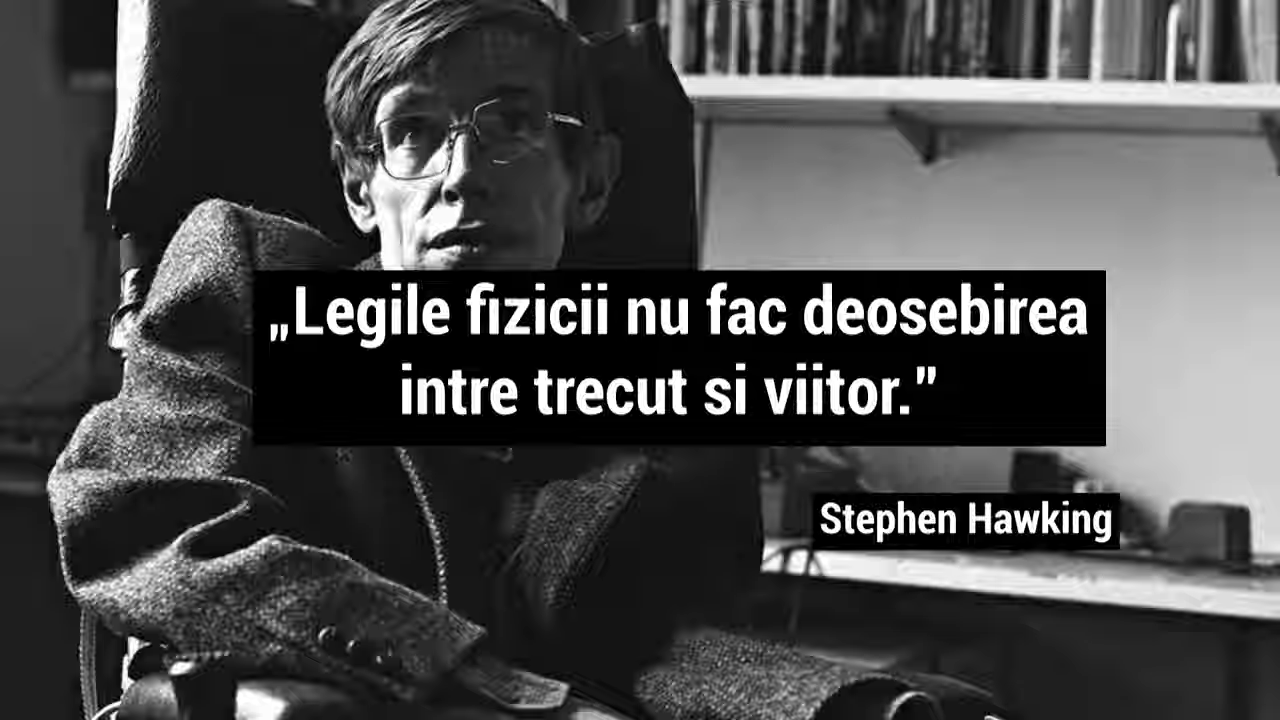 „Legile fizicii nu fac deosebirea
intre trecut si viitor.”
Stephen Hawking